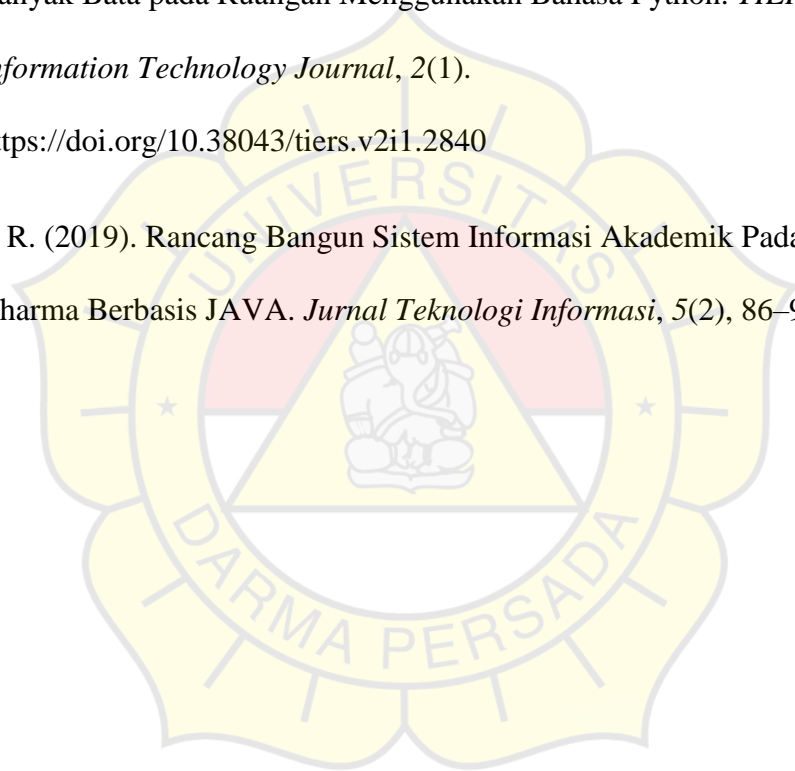 anyak Bata pada Ruangan Menggunakan Bahasa Python.
nformation Technology Journal, 2(1).
ttps://doi.org/10.38043/tiers.v2i1.2840
UNIVERSITAS
R. (2019). Rancang Bangun Sistem Informasi Akademik Pada
harma Berbasis JAVA. Jurnal Teknologi Informasi, 5(2), 86–9
DARMA PERSADA